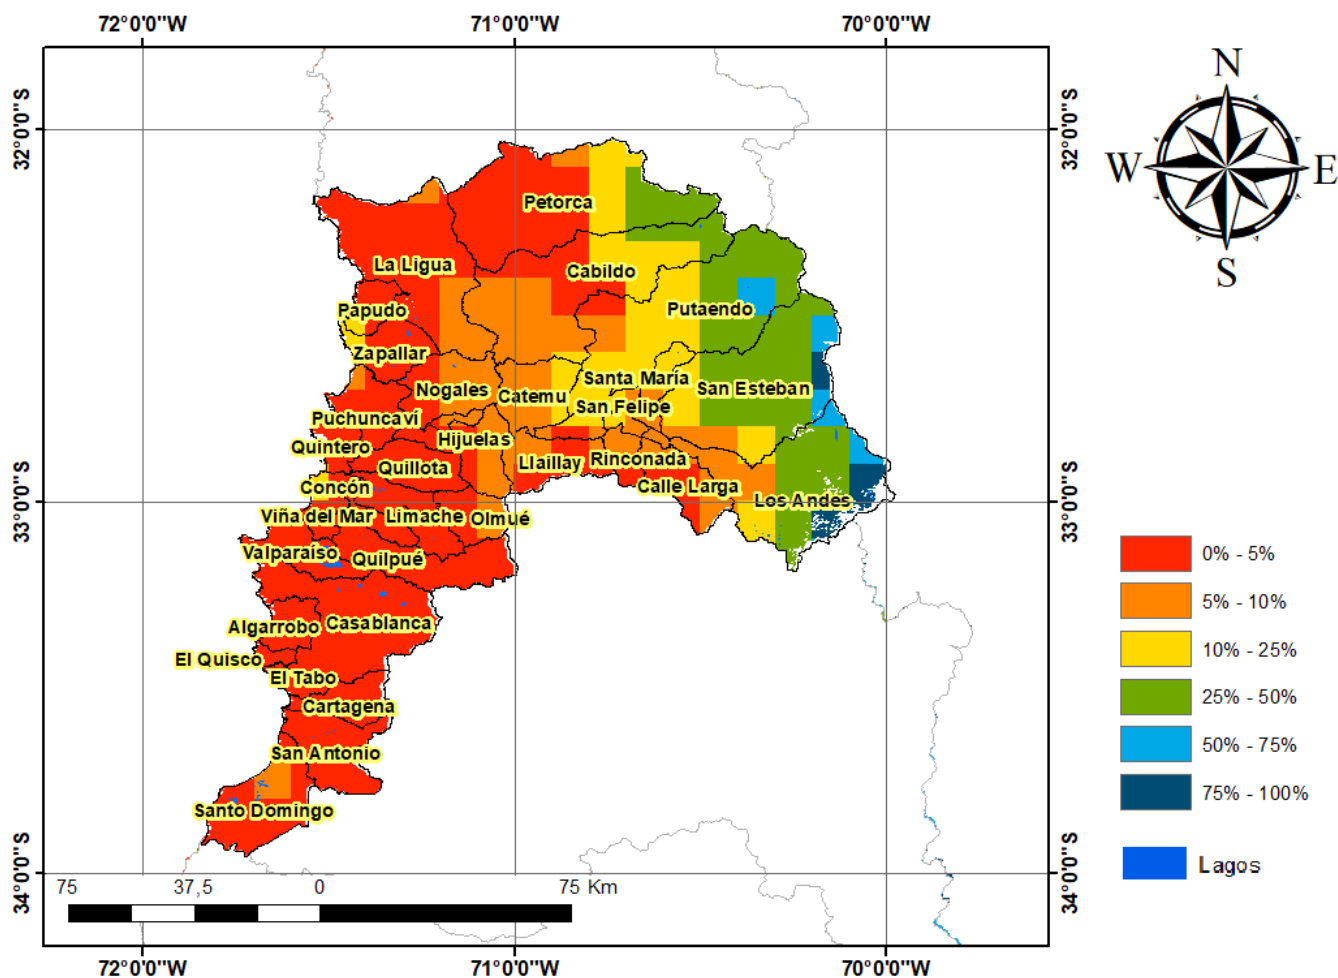 72°0'0"W 71°0'0"W 70°0'0"W
32°0'0"S
32°0'0"S
N
W E
S
Petorca
La Ligua
Cabildo
Papudo
Putaendo
Zapallar
Santa María
Nogales
San Esteban
Catemu
San Felipe
Puchuncaví
Hijuelas
Quintero
Rinconada
Llaillay
Quillota
Concón
Calle Larga
Los Andes
33°0'0"S
33°0'0"S
Viña del Mar
Limache
Olmué
Valparaíso
Quilpué
Algarrobo
Casablanca
El Quisco
El Tabo
Cartagena
San Antonio
Santo Domingo
0% - 5%
5% - 10%
10% - 25%
25% - 50%
50% - 75%
75% - 100%
Lagos
34°0'0"S
34°0'0"S
75 37,5 0 75 Km
72°0'0"W 71°0'0"W 70°0'0"W